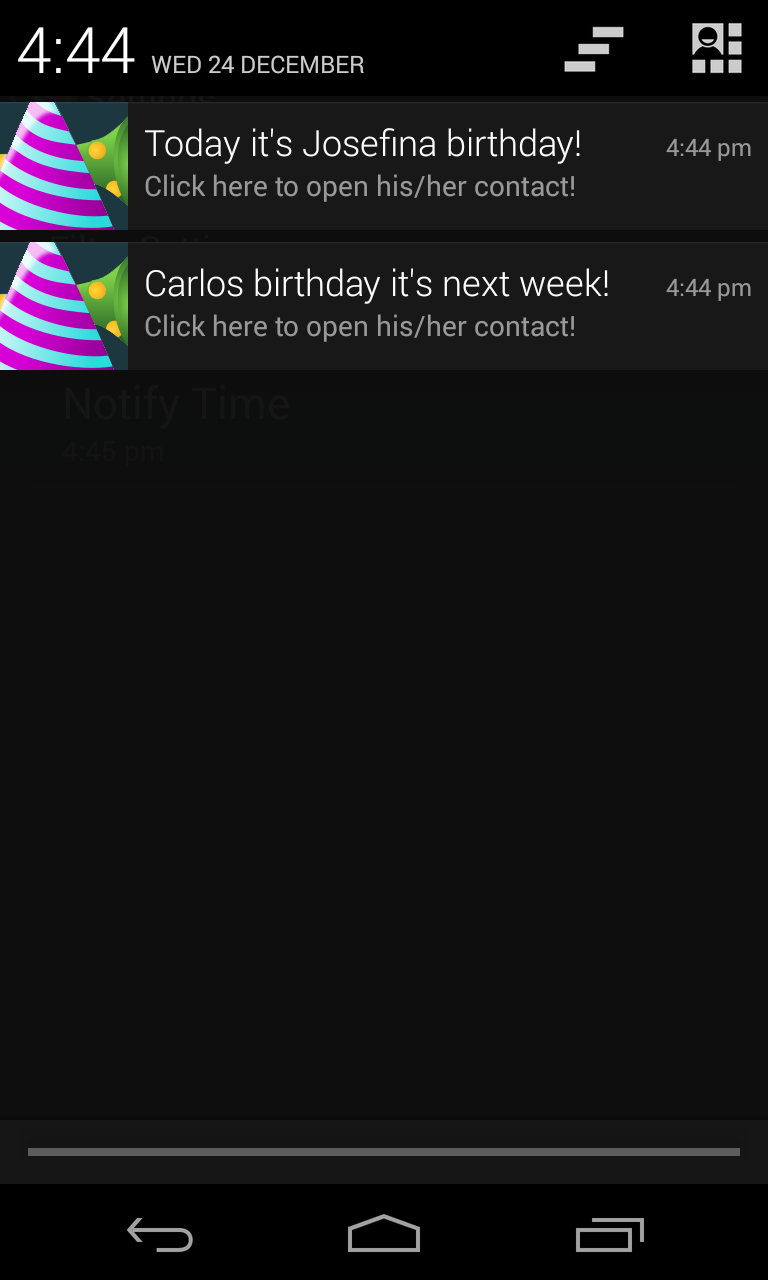 4:44 WED 24 DECEMBER
Today it's Josefina birthday! 4:44 pm
Click here to open his/her contact!
Carlos birthday it's next week! 4:44 pm
Click here to open his/her contact!
Notify Time
4:45 pm